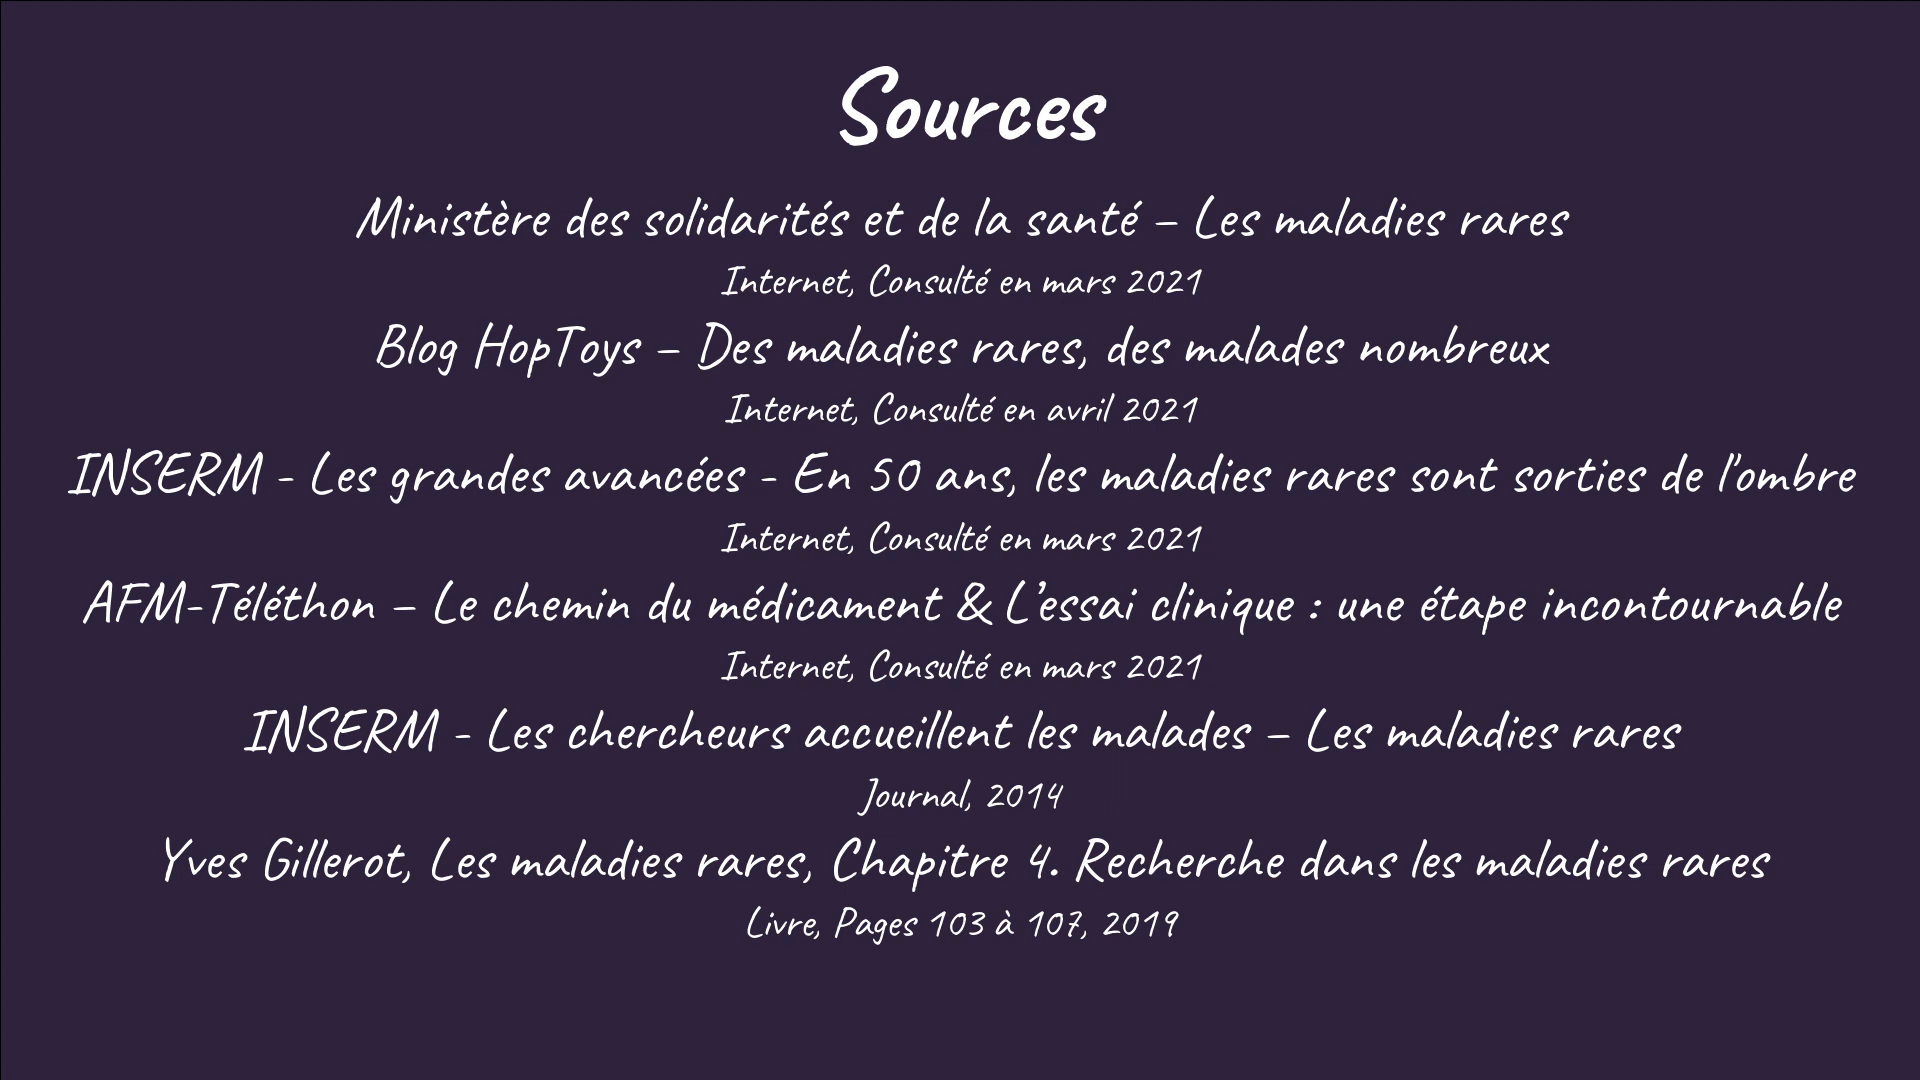 Sources
Ministère des solidarités et de la santé – Les maladies rares
Internet, Consulté en mars 2021
Blog HopToys – Des maladies rares, des malades nombreux
Internet, Consulté en avril 2021
INSERM - Les grandes avancées - En 50 ans, les maladies rares sont sorties de l'ombre
Internet, Consulté en mars 2021
AFM-Téléthon – Le chemin du médicament & L’essai clinique : une étape incontournable
Internet, Consulté en mars 2021
INSERM - Les chercheurs accueillent les malades – Les maladies rares
Journal, 2014
Yves Gillerot, Les maladies rares, Chapitre 4. Recherche dans les maladies rares
Livre, Pages 103 à 107, 2019